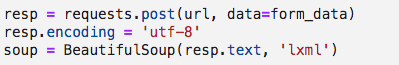 resp = requests.post(url, data=form_data)
resp.encoding = 'utf-8'
soup = BeautifulSoup(resp.text, 'lxml')